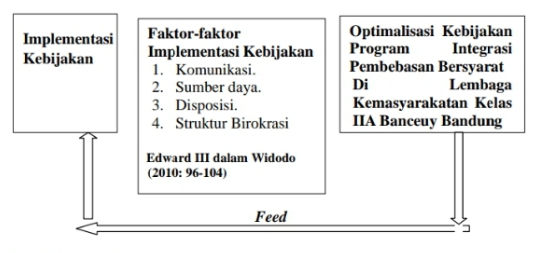 Implementasi
Kebijakan
Faktor-faktor
Implementasi Kebijakan
1. Komunikasi.
2. Sumber daya.
3. Disposisi.
4. Struktur Birokrasi
Edward III dalam Widodo
(2010: 96-104)
Optimalisasi Kebijakan
Program Integrasi
Pembebasan Bersyarat
Di Lembaga
Kemasyarakatan Kelas
IIA Banceuy Bandung
Feed